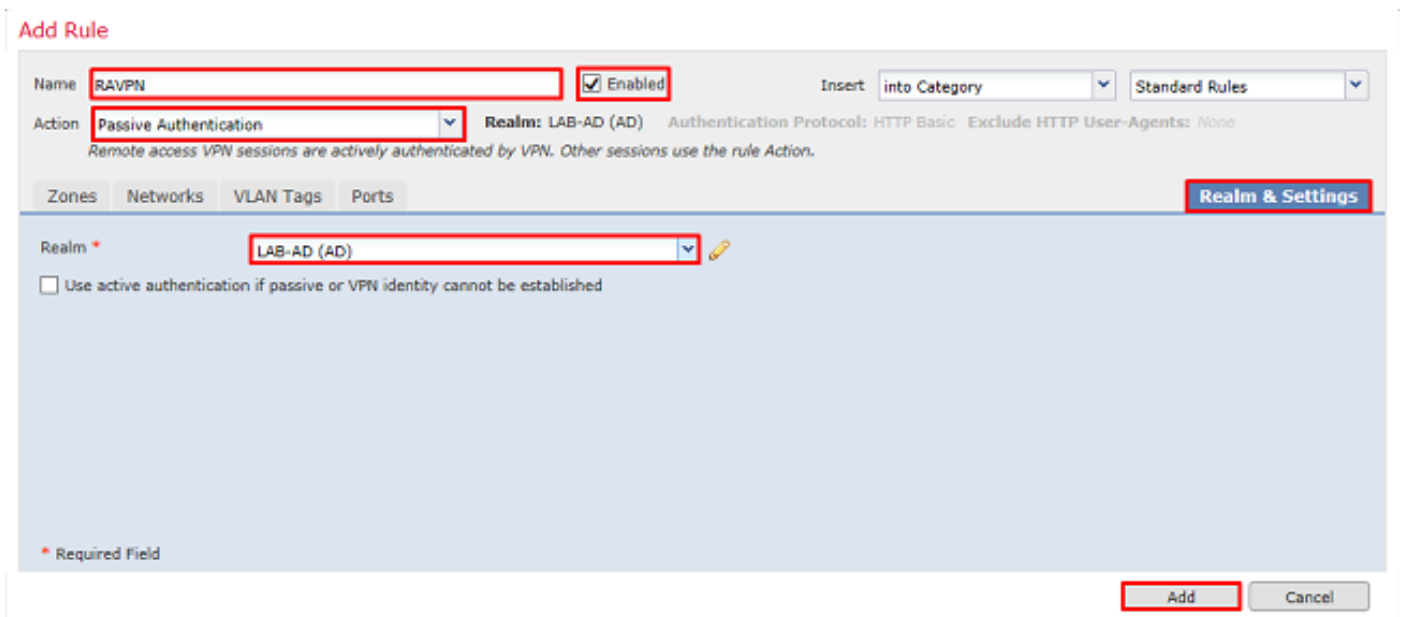 Add Rule
Name RAVPN Enabled Insert into Category Standard Rules
Action Passive Authentication Realm: LAB-AD (AD) Authentication Protocol: HTTP Basic Exclude HTTP User-Agents: None
Remote access VPN sessions are actively authenticated by VPN. Other sessions use the rule Action.
Zones Networks VLAN Tags Ports Realm & Settings
Realm * LAB-AD (AD)
Use active authentication if passive or VPN identity cannot be established
* Required Field
Add Cancel